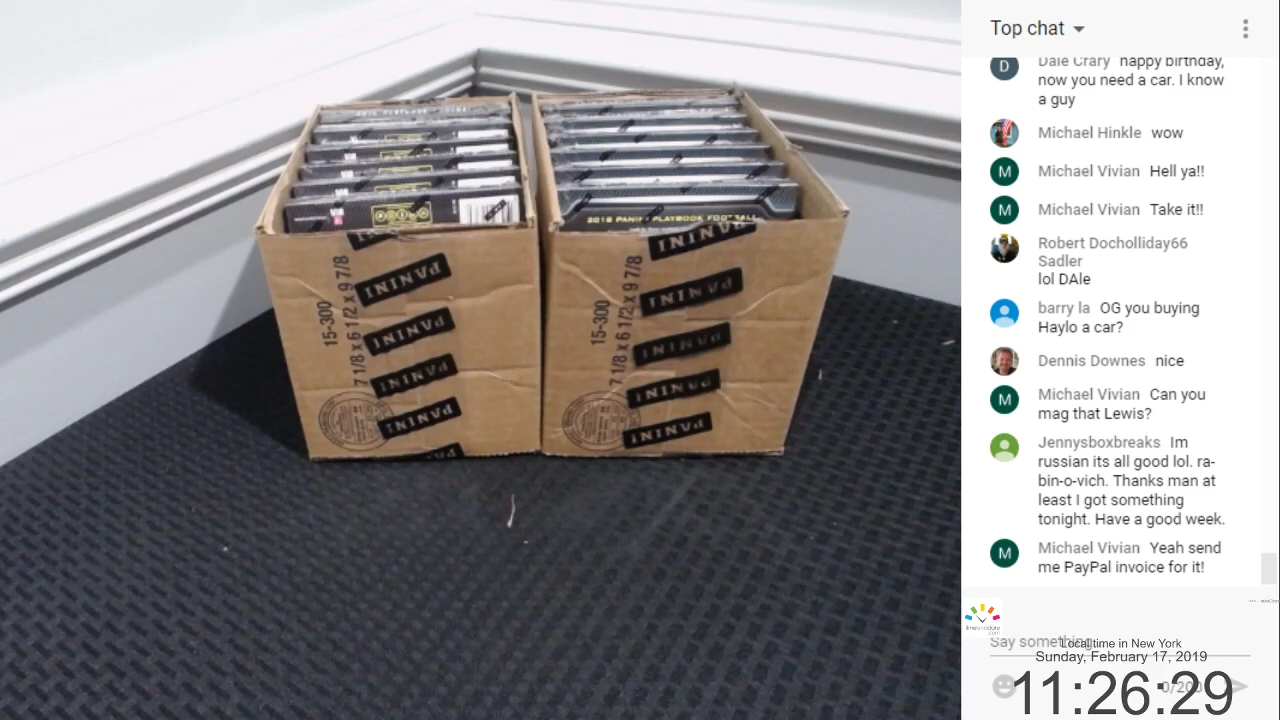 2018 PANINI PLAYBOOK FOOTBALL
15-300
7 1/8 x 6 1/2 x 9 7/8
PANINI
PANINI
PANINI
PANINI
15-300
7 1/8 x 6 1/2 x 9 7/8
PANINI
PANINI
PANINI
PANINI
PANINI
Top chat
Dale Crary happy birthday,
now you need a car. I know
a guy
Michael Hinkle wow
Michael Vivian Hell ya!!
Michael Vivian Take it!!
Robert Docholliday66
Sadler
lol DAle
barry la OG you buying
Haylo a car?
Dennis Downes nice
Michael Vivian Can you
mag that Lewis?
Jennysboxbreaks Im
russian its all good lol. ra-
bin-o-vich. Thanks man at
least I got something
tonight. Have a good week.
Michael Vivian Yeah send
me PayPal invoice for it!
Say something...
Local time in New York
Sunday, February 17, 2019
0/200
11:26:29